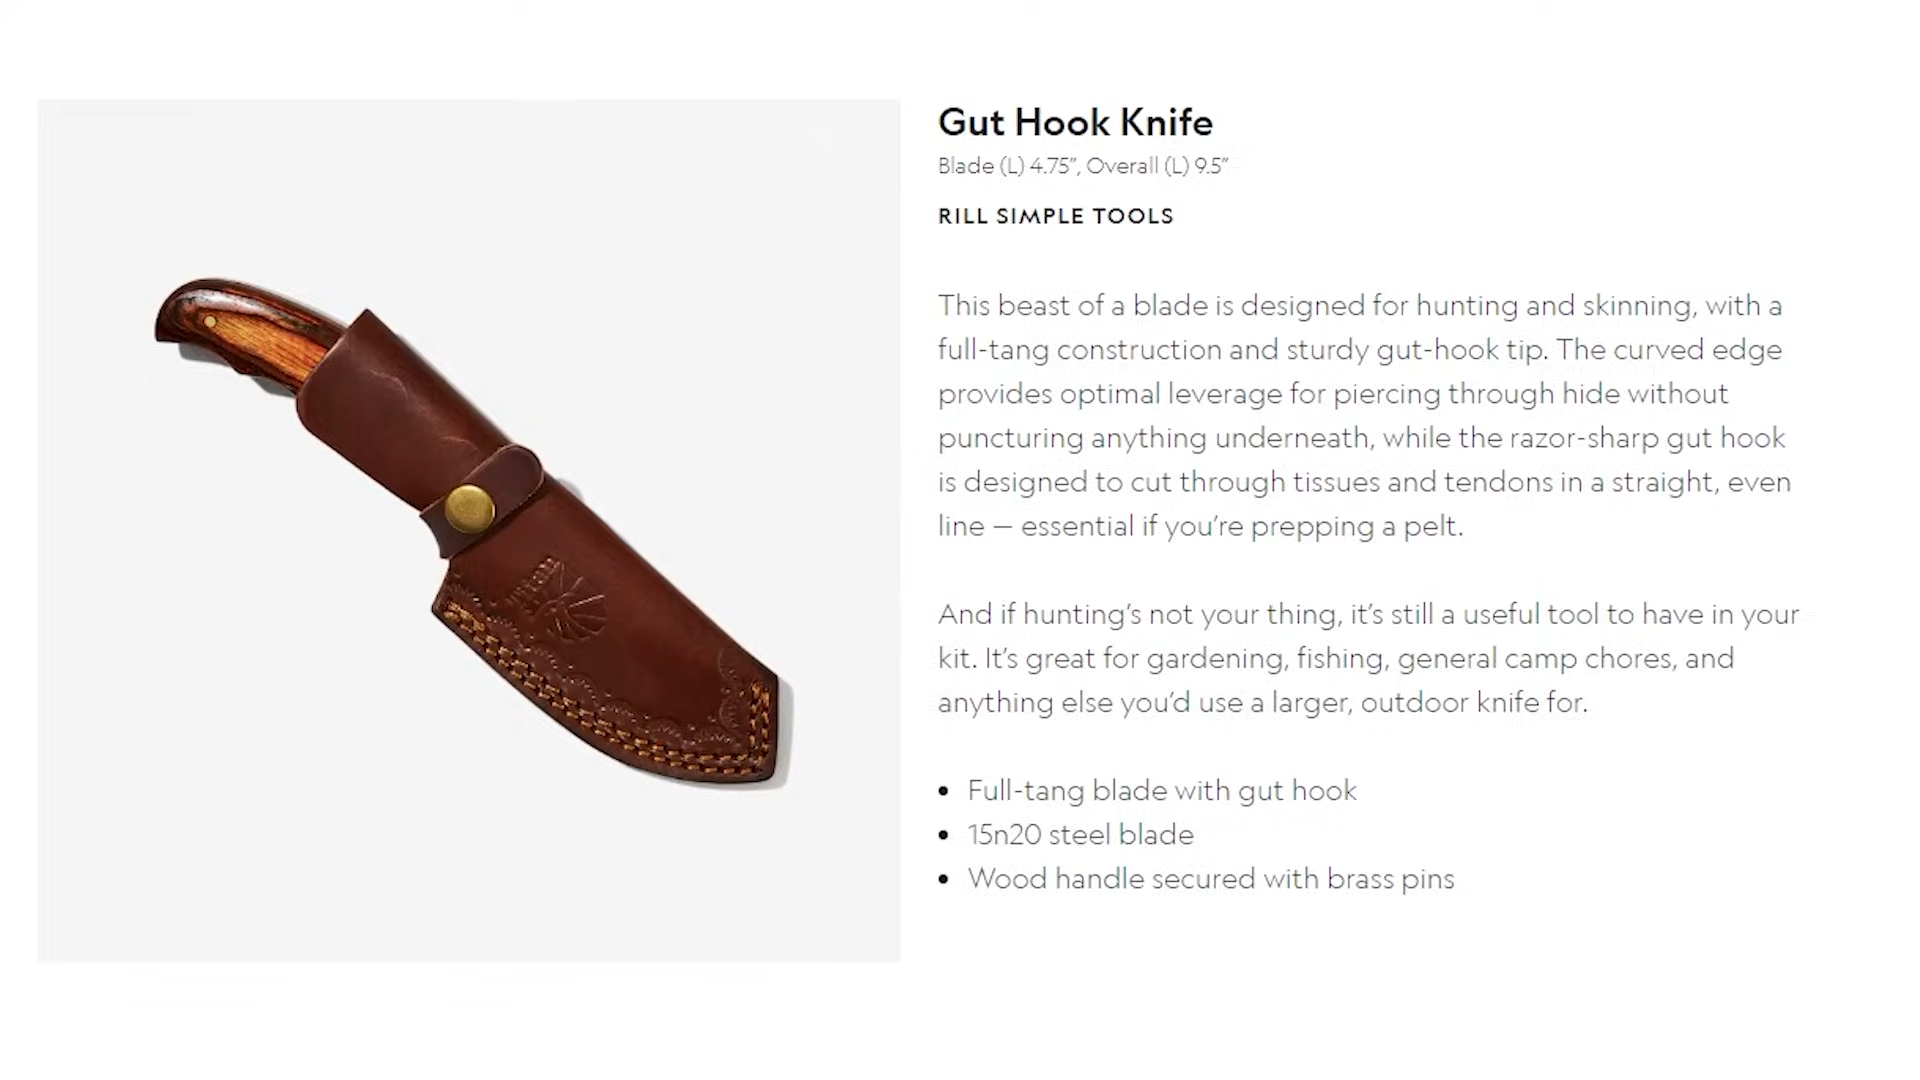 Gut Hook Knife
Blade (L) 4.75”, Overall (L) 9.5”
RILL SIMPLE TOOLS
This beast of a blade is designed for hunting and skinning, with a
full-tang construction and sturdy gut-hook tip. The curved edge
provides optimal leverage for piercing through hide without
puncturing anything underneath, while the razor-sharp gut hook
is designed to cut through tissues and tendons in a straight, even
line – essential if you’re prepping a pelt.
And if hunting’s not your thing, it’s still a useful tool to have in your
kit. It’s great for gardening, fishing, general camp chores, and
anything else you’d use a larger, outdoor knife for.
• Full-tang blade with gut hook
• 15n20 steel blade
• Wood handle secured with brass pins